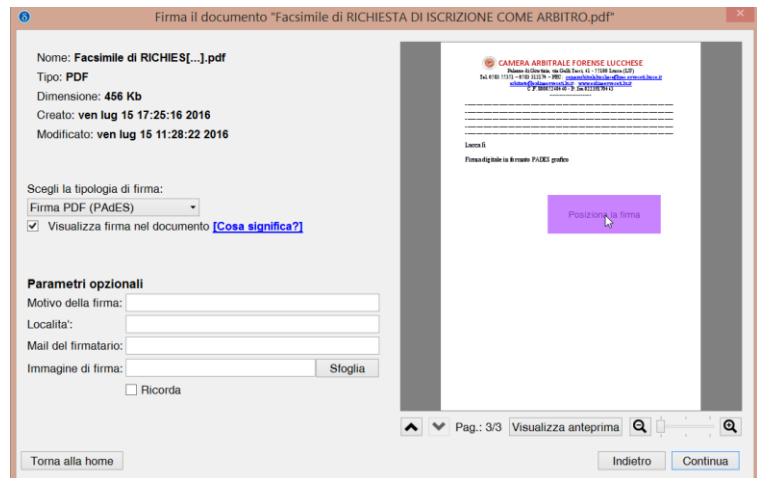 Firma il documento "Facsimile di RICHIESTA DI ISCRIZIONE COME ARBITRO.pdf"
Nome: Facsimile di RICHIES[...].pdf
Tipo: PDF
Dimensione: 456 Kb
Creato: ven lug 15 17:25:16 2016
Modificato: ven lug 15 11:28:22 2016
Scegli la tipologia di firma:
Firma PDF (PAdES)
Visualizza firma nel documento [Cosa significa?]
Parametri opzionali
Motivo della firma:
Localita':
Mail del firmatario:
Immagine di firma:
Sfoglia
Ricorda
CAMERA ARBITRALE FORENSE LUCCHESE
Lucca lì
Firma digitale in formato PADES grafico
Posiziona la firma
Pag.: 3/3
Visualizza anteprima
Torna alla home
Indietro
Continua